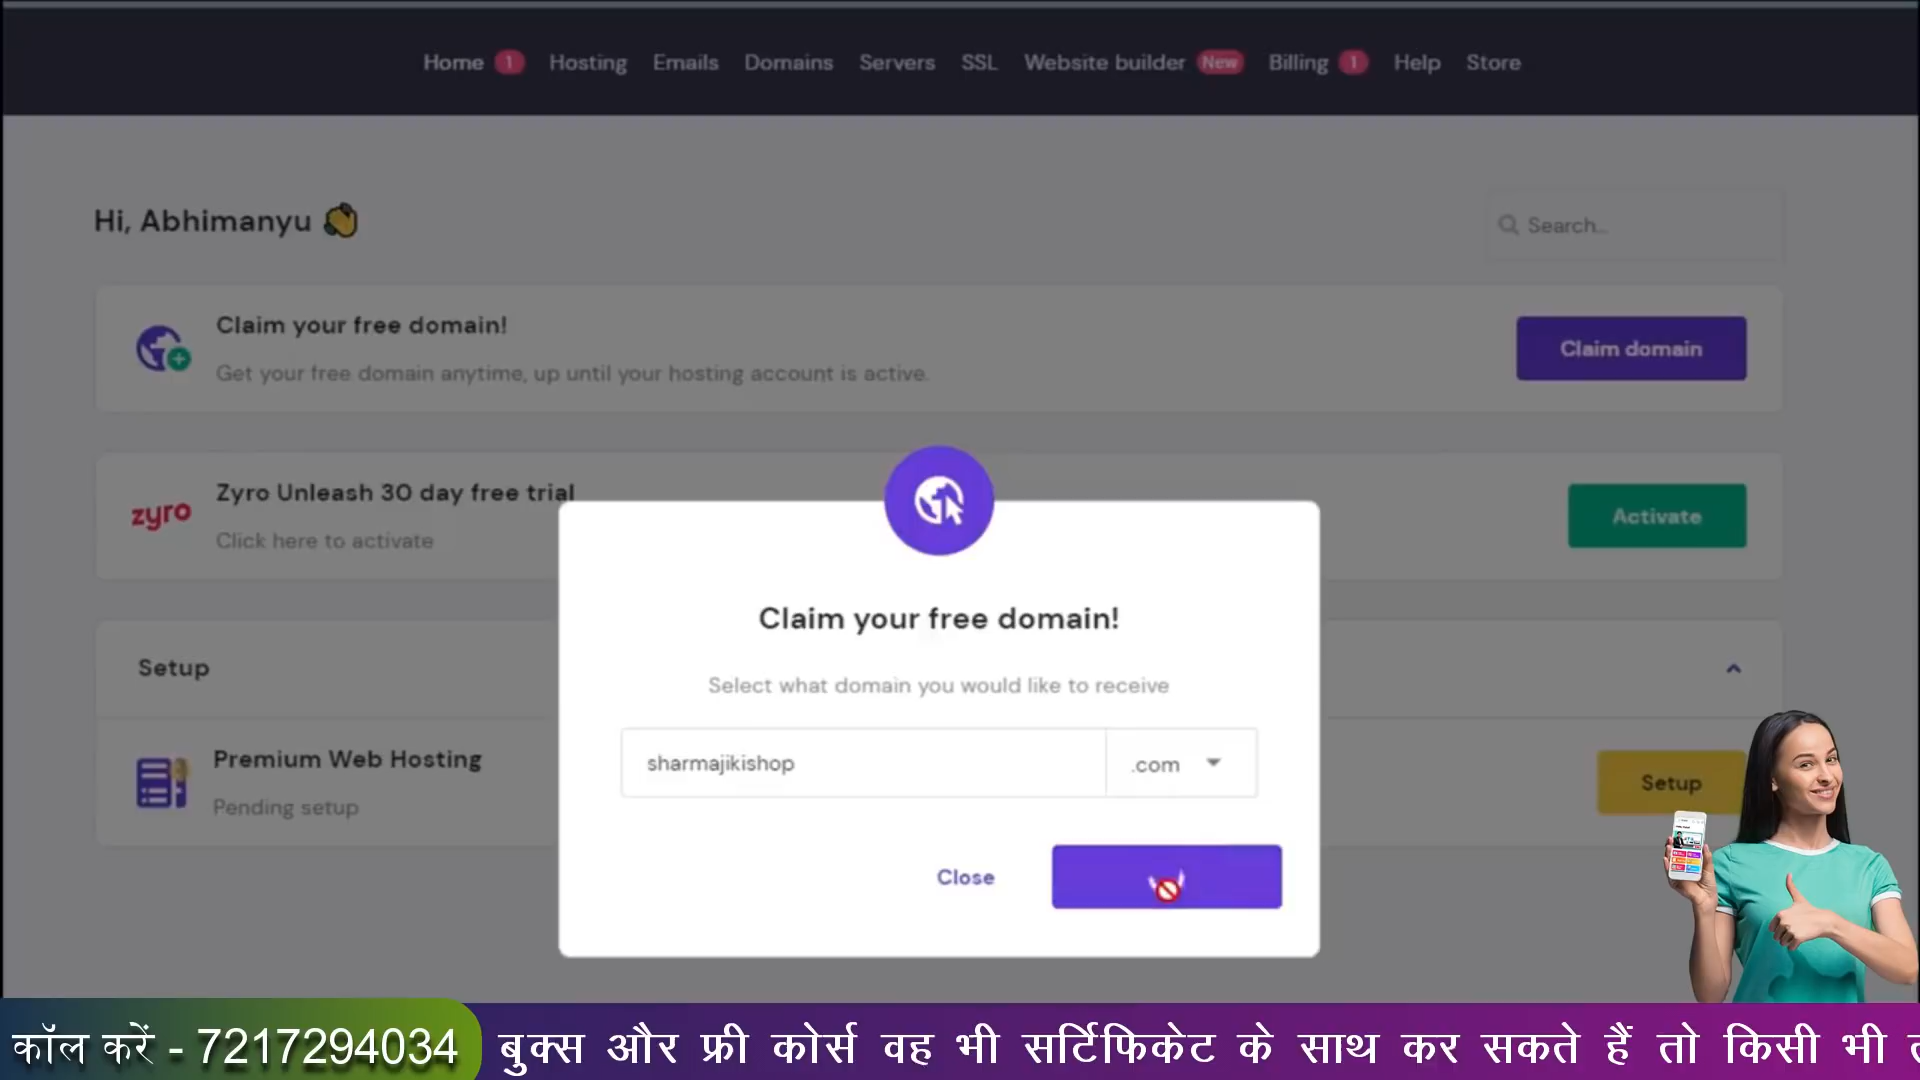 Home 1 Hosting Emails Domains Servers SSL Website builder New Billing 1 Help Store
Hi, Abhimanyu
Search...
Claim your free domain!
Get your free domain anytime, up until your hosting account is active.
Claim domain
zyro
Zyro Unleash 30 day free trial
Click here to activate
Activate
Claim your free domain!
Select what domain you would like to receive
sharmajikishop
.com
Close
Setup
Premium Web Hosting
Pending setup
Setup
कॉल करें - 7217294034
बुक्स और फ्री कोर्स वह भी सर्टिफिकेट के साथ कर सकते हैं तो किसी भी